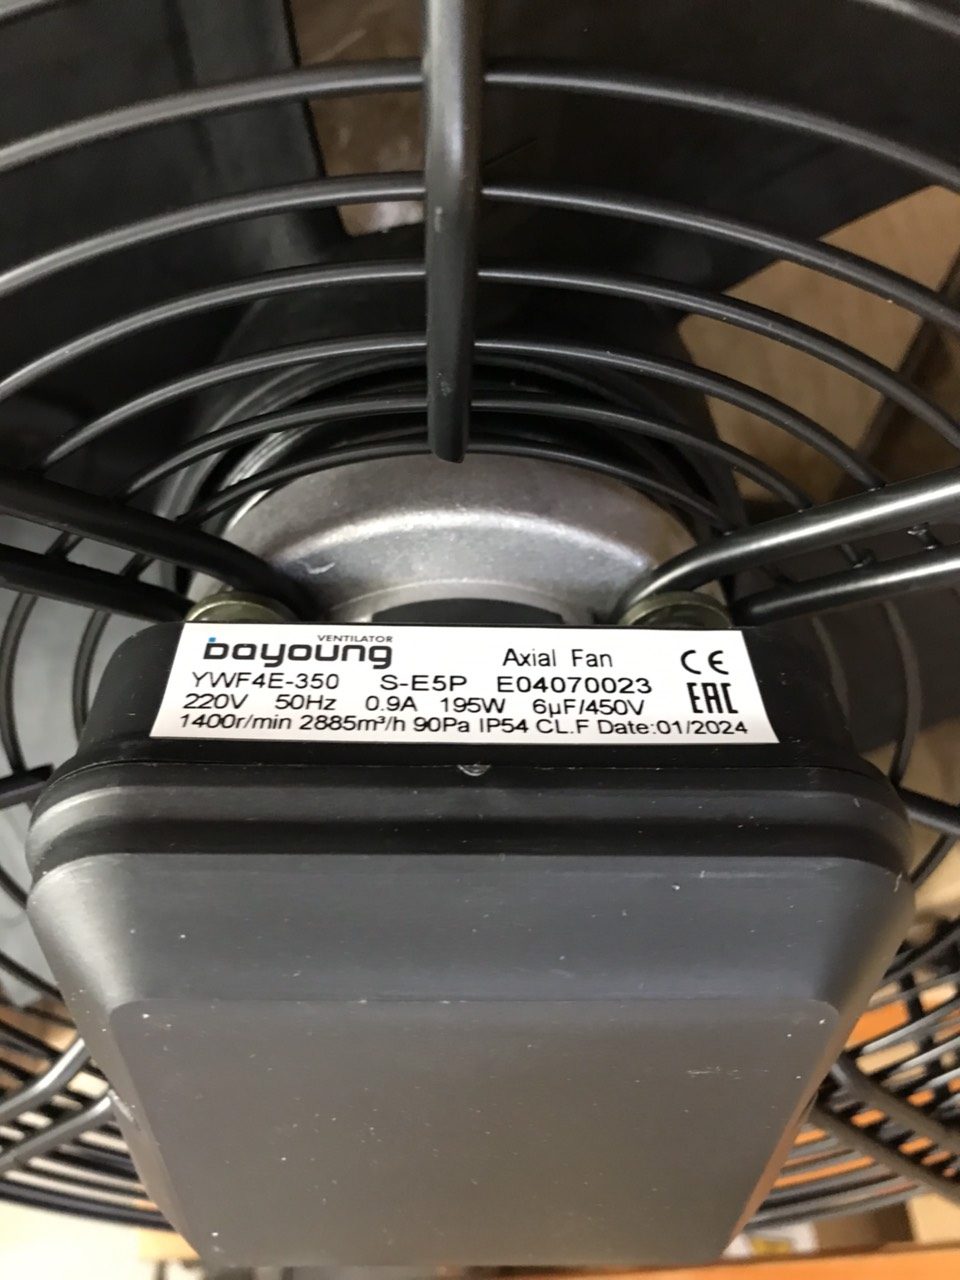 VENTILATOR
bayoung Axial Fan CE
YWF4E-350 S-E5P E04070023 EAC
220V 50Hz 0.9A 195W 6µF/450V
1400r/min 2885m³/h 90Pa IP54 CL.F Date:01/2024